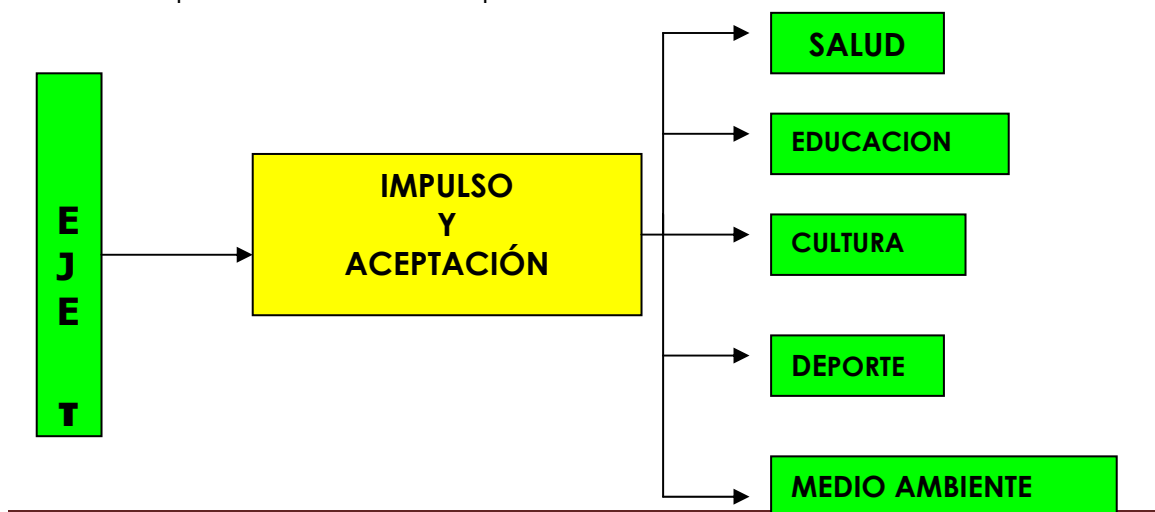 E
J
E
T
IMPULSO
Y
ACEPTACIÓN
SALUD
EDUCACION
CULTURA
DEPORTE
MEDIO AMBIENTE